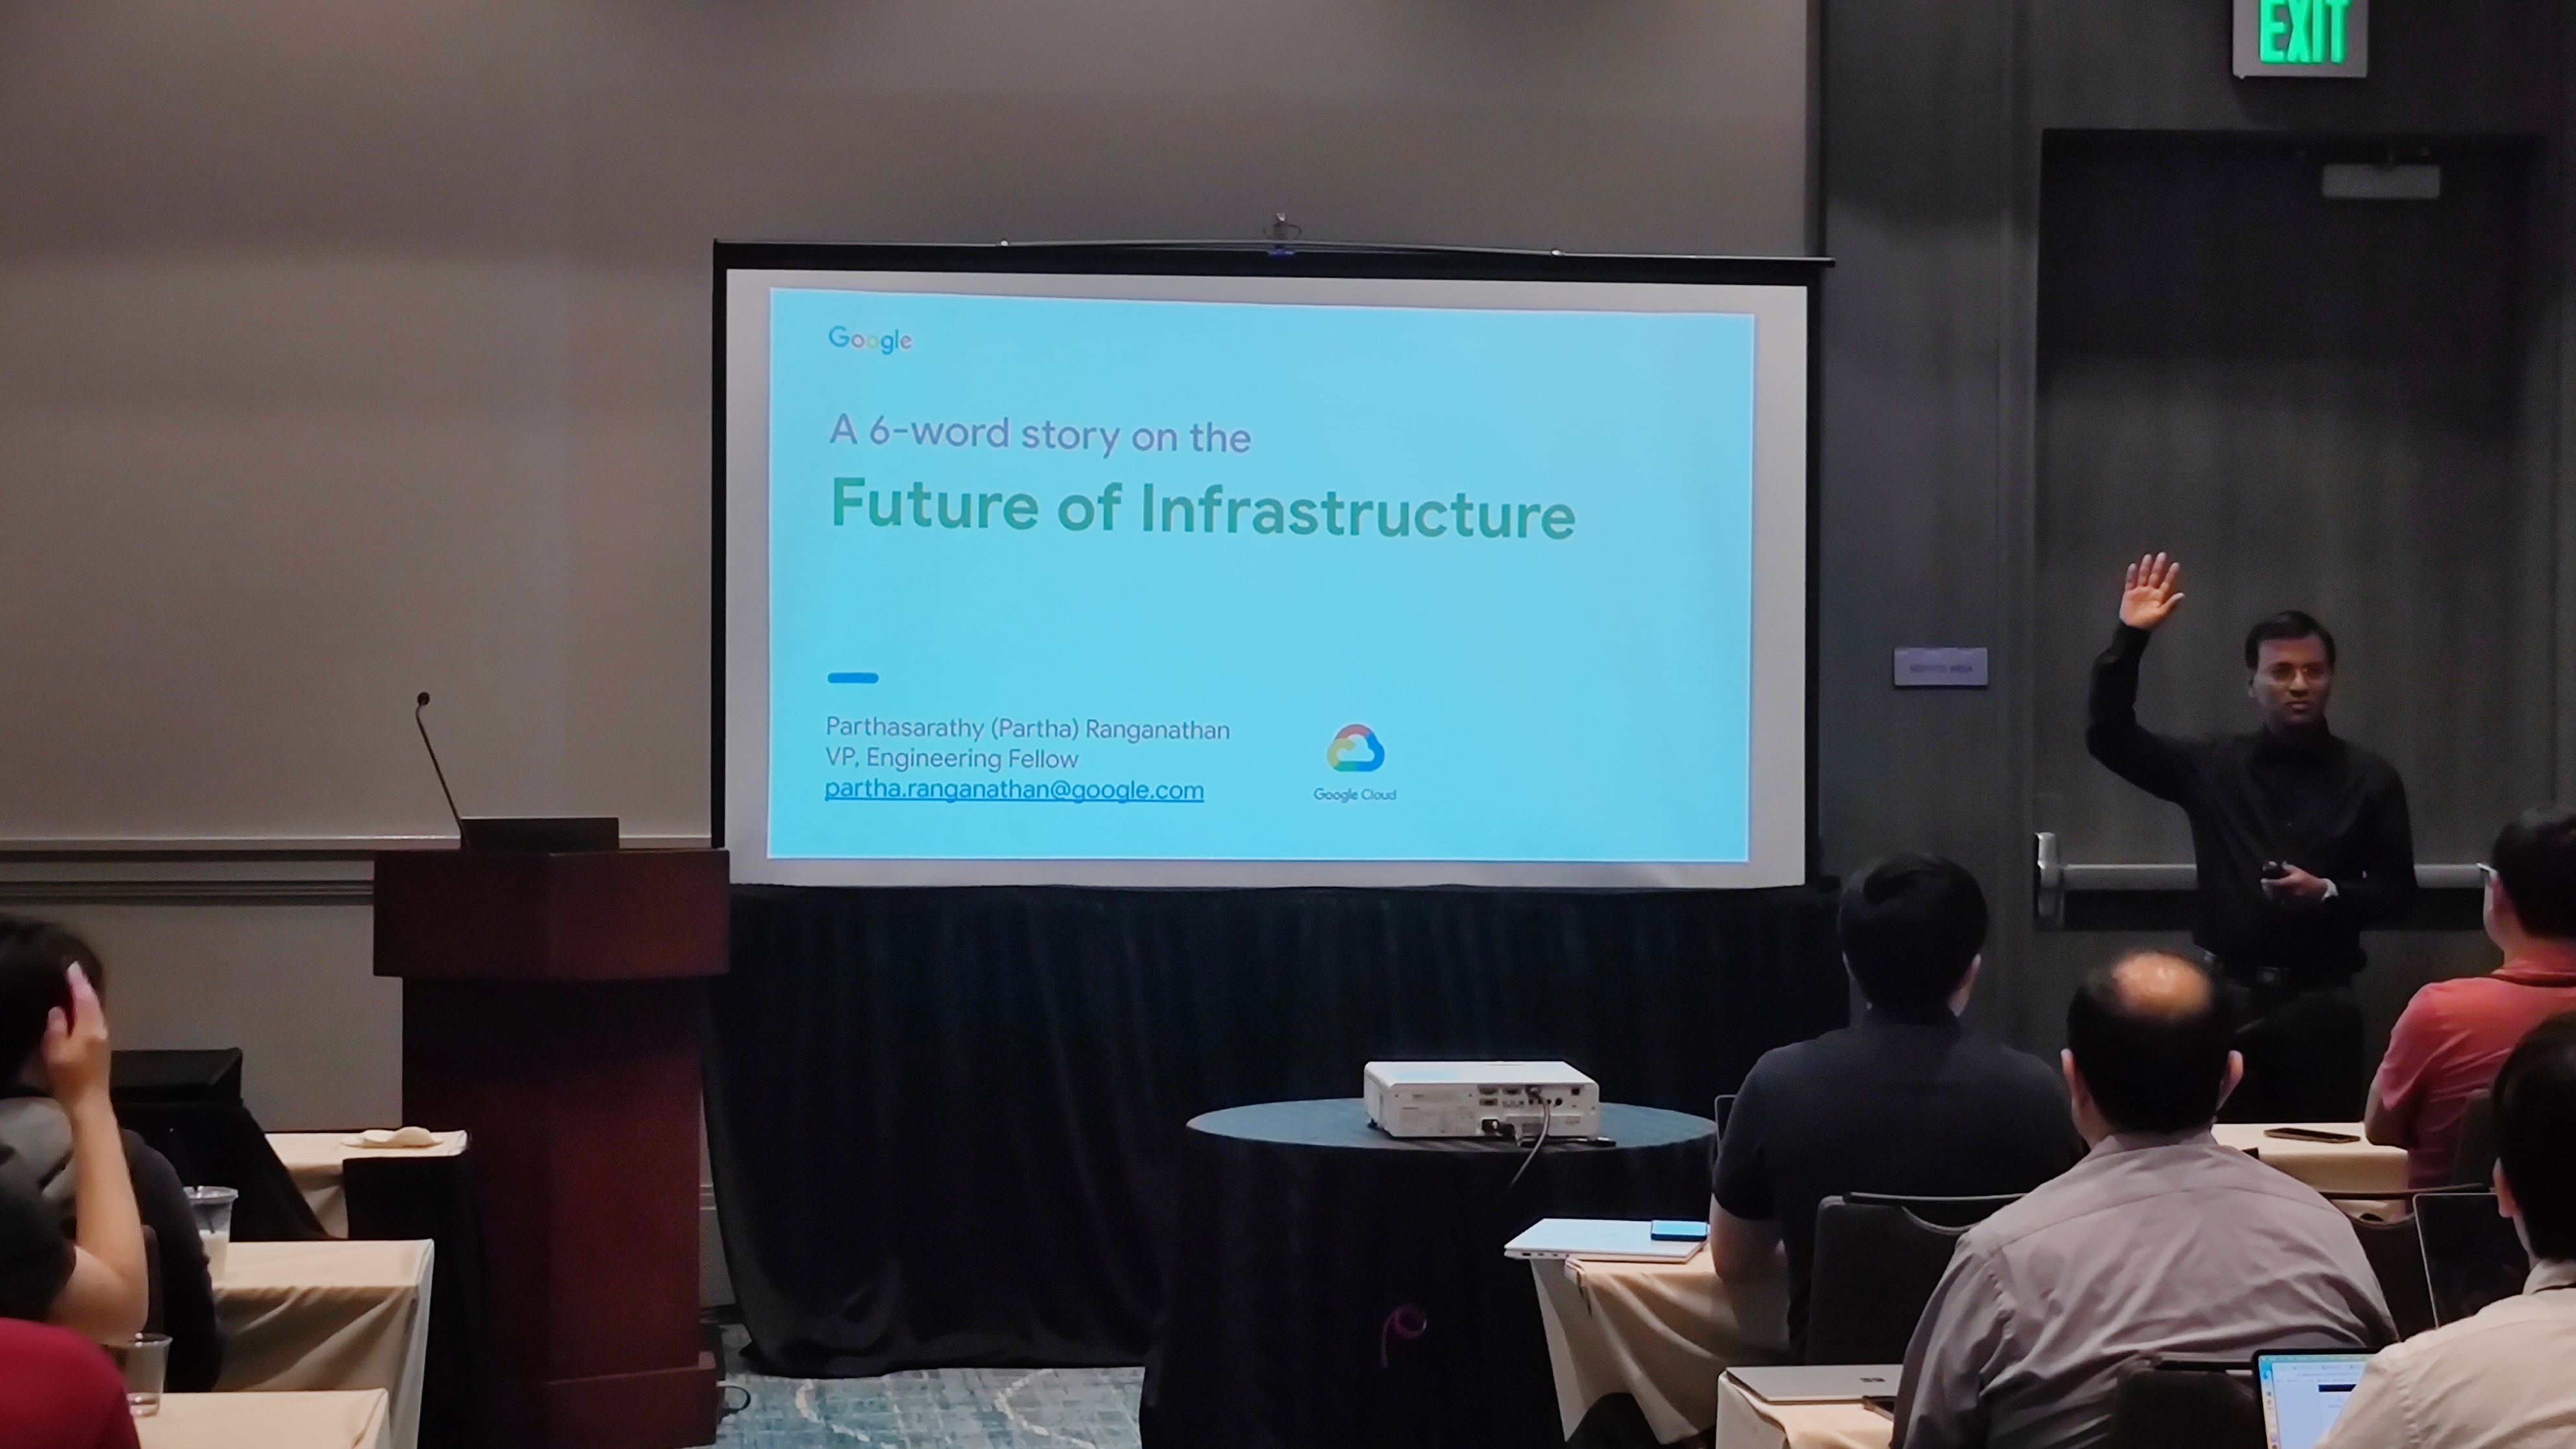 EXIT
Google
A 6-word story on the
Future of Infrastructure
Parthasarathy (Partha) Ranganathan
VP, Engineering Fellow
partha.ranganathan@google.com
Google Cloud